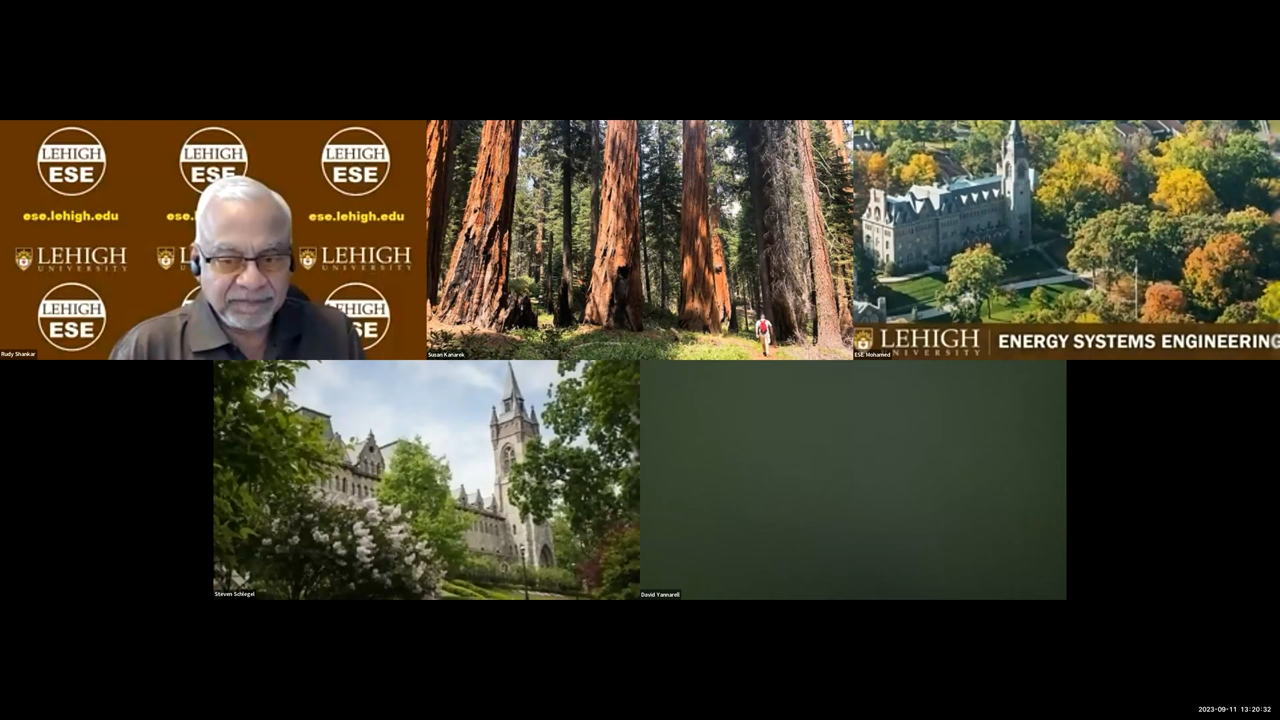 LEHIGH
ESE
LEHIGH
ESE
LEHIGH
ESE
ese.lehigh.edu
ese.
ese.lehigh.edu
LEHIGH
UNIVERSITY
L
LEHIGH
UNIVERSITY
LEHIGH
ESE
LEHIGH
ESE
Rudy Shankar
Susan Kanarek
LEHIGH
UNIVERSITY
ENERGY SYSTEMS ENGINEERING
ESE Mohamed
Steven Schlegel
David Yannarell
2023-09-11 13:20:32